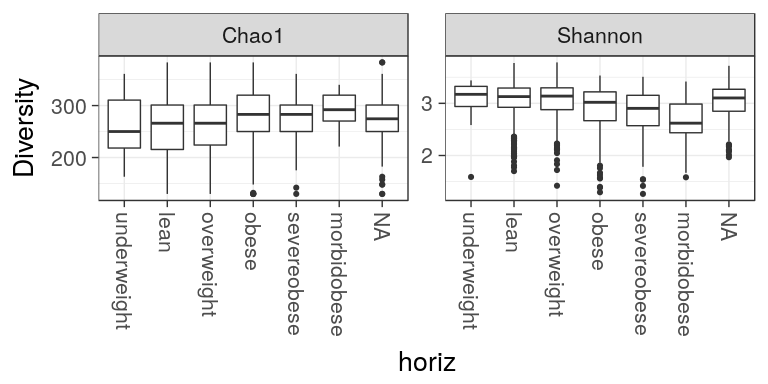 Chao1 Shannon
Diversity
300
200
3
2
underweight
lean
overweight
obese
severeobese
morbidobese
NA
underweight
lean
overweight
obese
severeobese
morbidobese
NA
horiz